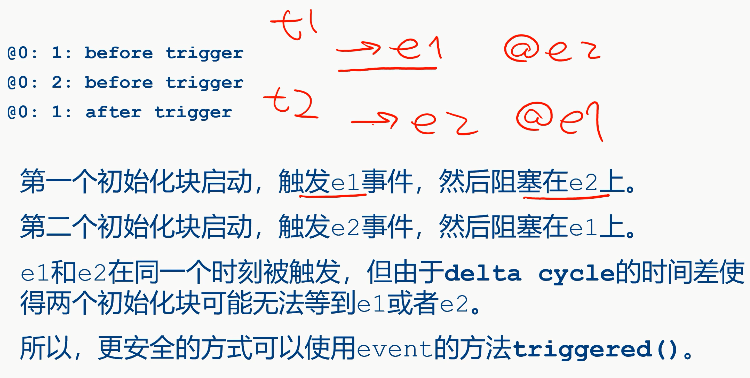 t1 → e1 @e2
@0: 1: before trigger
@0: 2: before trigger
@0: 1: after trigger
t2 → e2 @e1
第一个初始化块启动，触发e1事件，然后阻塞在e2上。
第二个初始化块启动，触发e2事件，然后阻塞在e1上。
e1和e2在同一个时刻被触发，但由于delta cycle的时间差使
得两个初始化块可能无法等到e1或者e2。
所以，更安全的方式可以使用event的方法triggered()。